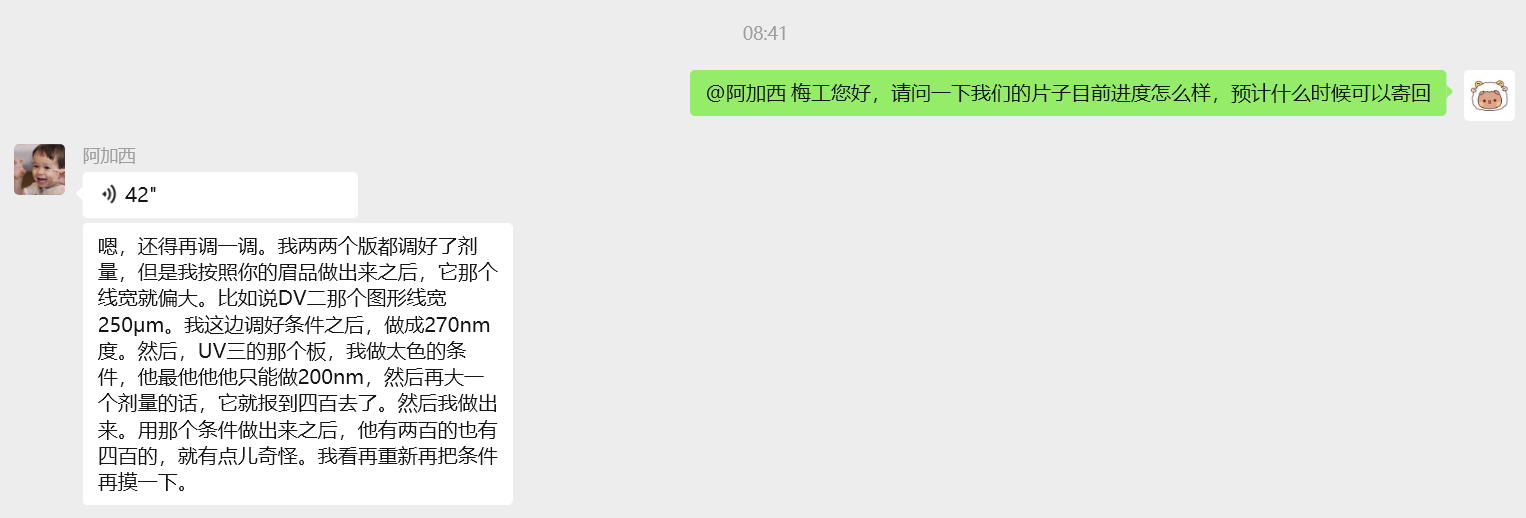 08:41
@阿加西 梅工您好，请问一下我们的片子目前进度怎么样，预计什么时候可以寄回
阿加西
42"
嗯，还得再调一调。我两两个版都调好了剂
量，但是我按照你的眉品做出来之后，它那个
线宽就偏大。比如说DV二那个图形线宽
250μm。我这边调好条件之后，做成270nm
度。然后，UV三的那个板，我做太色的条
件，他最他他他只能做200nm，然后再大一
个剂量的话，它就报到四百去了。然后我做出
来。用那个条件做出来之后，他有两百的也有
四百的，就有点儿奇怪。我看再重新再把条件
再摸一下。